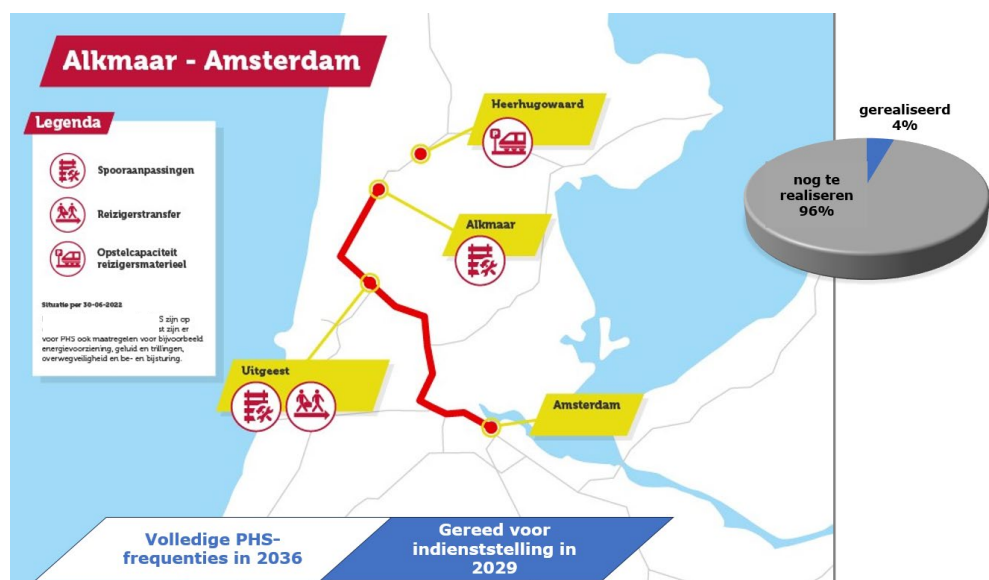 Alkmaar - Amsterdam
Legenda
Spooraanpassingen
Reizigerstransfer
Opstelcapaciteit
reizigersmaterieel
Situatie per 30-06-2022
S zijn op
st zijn er
voor PHS ook maatregelen voor bijvoorbeeld
energievoorziening, geluid en trillingen,
overwegveiligheid en be- en bijsturing.
Heerhugowaard
P
Alkmaar
Uitgeest
Amsterdam
gerealiseerd
4%
nog te
realiseren
96%
Volledige PHS-
frequenties in 2036
Gereed voor
indienststelling in
2029